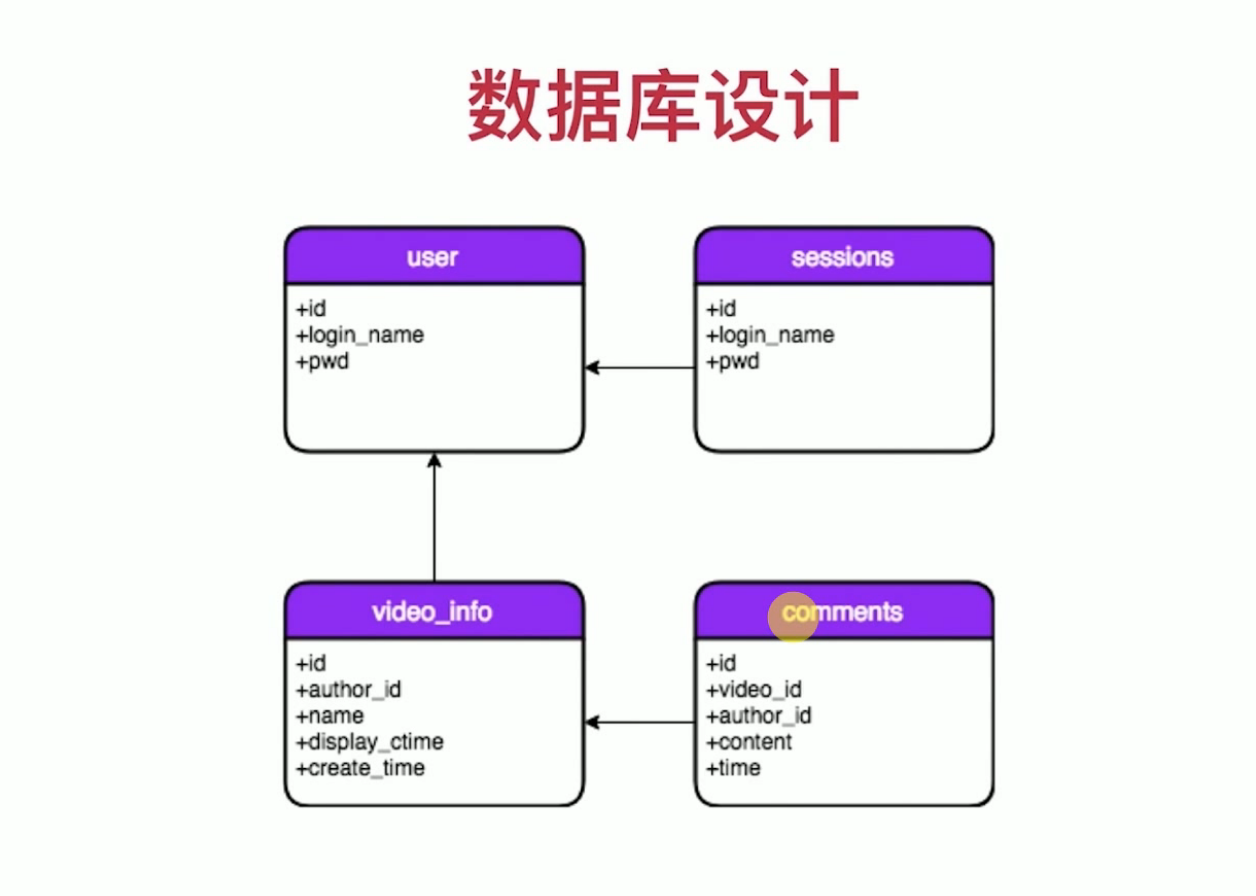 数据库设计
user
+id
+login_name
+pwd
sessions
+id
+login_name
+pwd
video_info
+id
+author_id
+name
+display_ctime
+create_time
comments
+id
+video_id
+author_id
+content
+time